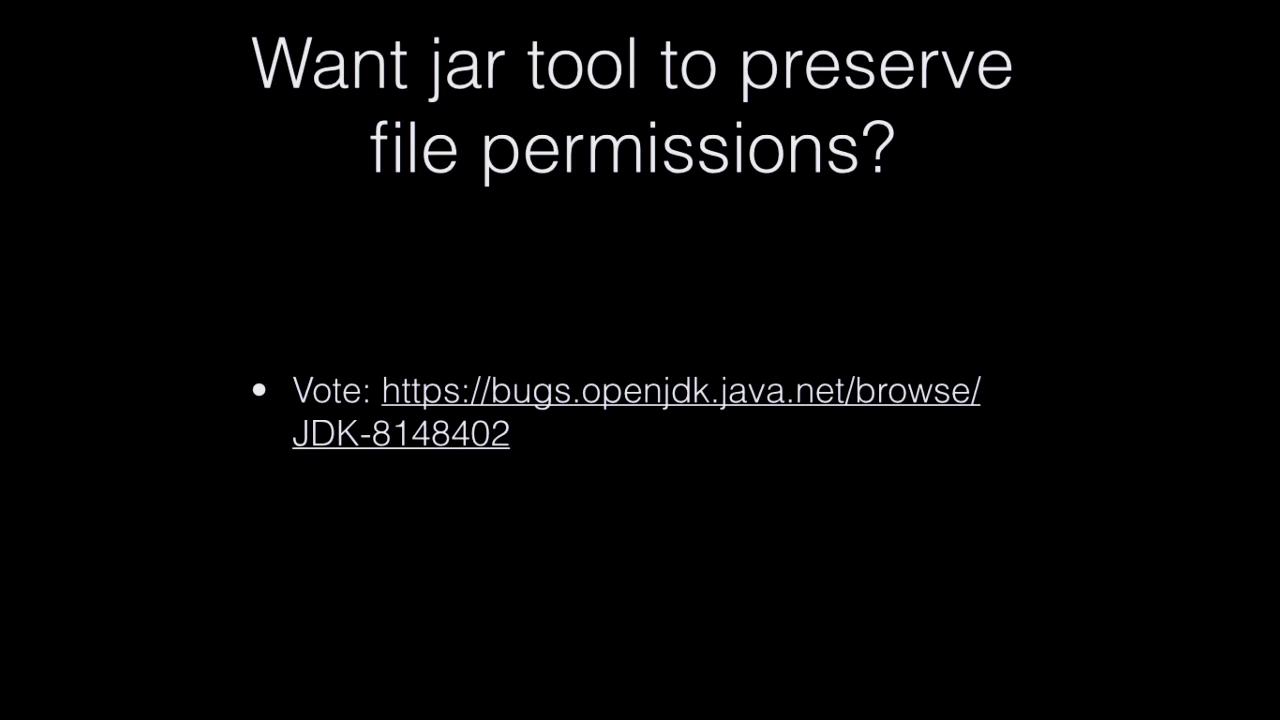 Want jar tool to preserve
file permissions?
• Vote: https://bugs.openjdk.java.net/browse/
JDK-8148402